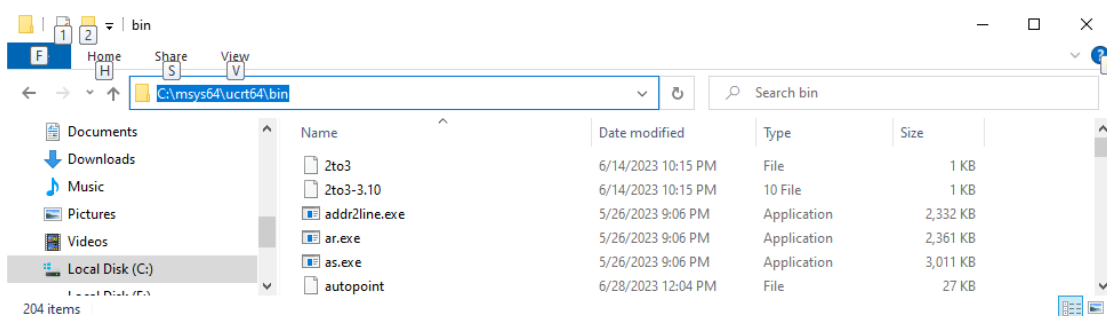 bin
1 2
F Home Share View
H S V
C:\msys64\ucrt64\bin Search bin
Documents Name Date modified Type Size
Downloads 2to3 6/14/2023 10:15 PM File 1 KB
Music 2to3-3.10 6/14/2023 10:15 PM 10 File 1 KB
Pictures addr2line.exe 5/26/2023 9:06 PM Application 2,332 KB
Videos ar.exe 5/26/2023 9:06 PM Application 2,361 KB
Local Disk (C:) as.exe 5/26/2023 9:06 PM Application 3,011 KB
autopoint 6/28/2023 12:04 PM File 27 KB
204 items